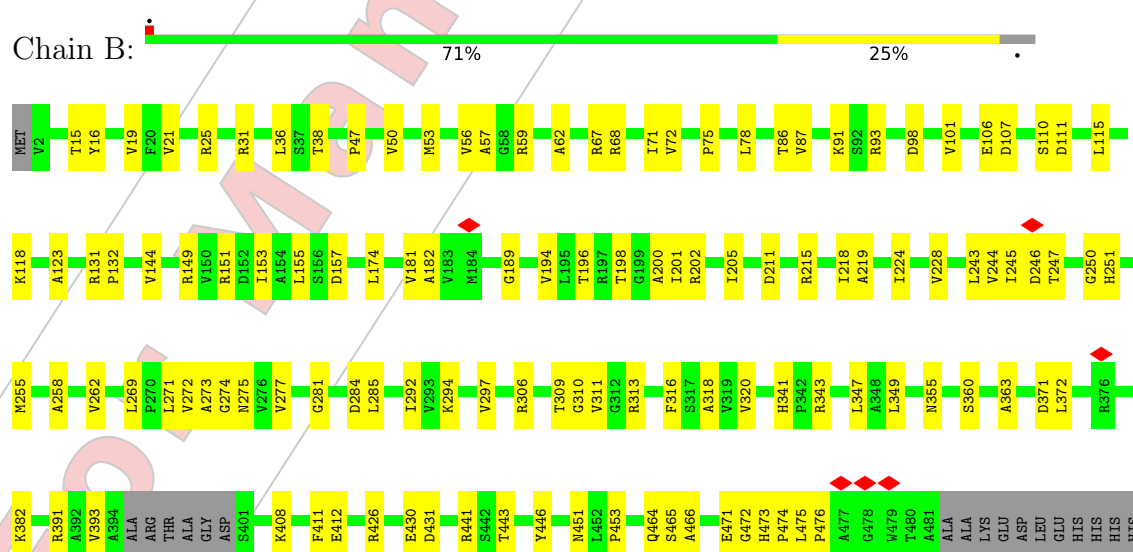 Chain B:
71% 25%
MET V2 T15 Y16 V19 F20 V21 R25 R31 L36 S37 T38 P47 V50 M53 V56 A57 G58 R59 A62 R67 R68 I71 V72 P75 L78 T86 V87 K91 S92 R93 D98 V101 E106 D107 S110 D111 L115
K118 A123 R131 P132 V144 R149 V150 R151 D152 I153 A154 L155 S156 D157 L174 V181 A182 V183 M184 G189 V194 L195 T196 R197 T198 G199 A200 I201 R202 I205 D211 R215 I218 A219 I224 V228 L243 V244 I245 D246 T247 G250 H251
M255 A258 V262 L269 P270 L271 V272 A273 G274 N275 V276 V277 G281 D284 L285 I292 V293 K294 V297 R306 T309 G310 V311 G312 R313 F316 S317 A318 V319 V320 H341 P342 R343 L347 A348 L349 N355 S360 A363 D371 L372 R376
K382 R391 A392 V393 A394 ALA ARG THR ALA GLY ASP S401 K408 F411 E412 R426 E430 D431 R441 S442 T443 Y446 N451 L452 P453 Q464 S465 A466 E471 G472 H473 P474 L475 P476 A477 G478 W479 T480 A481 ALA ALA LYS GLU ASP LEU GLU HIS HIS HIS HIS